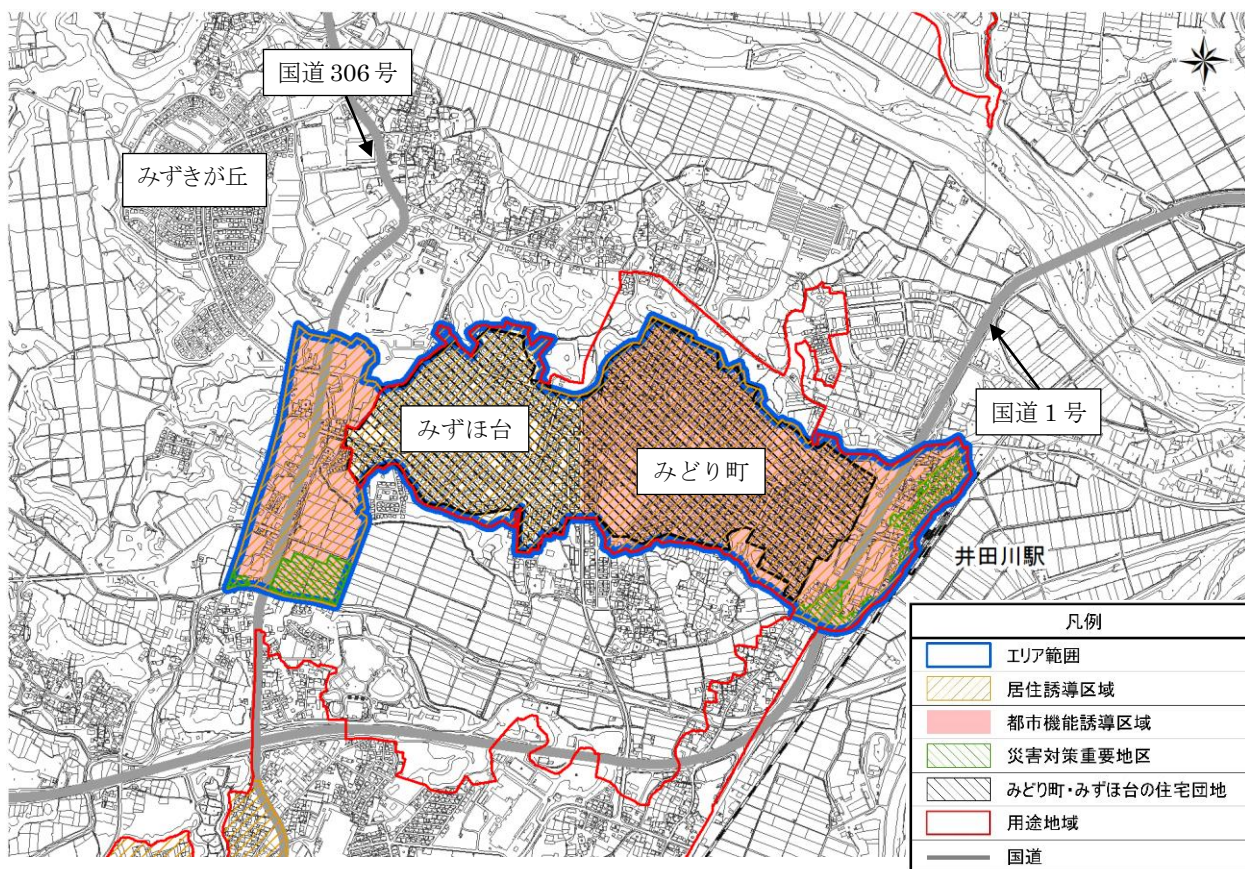 国道 306 号
みずきが丘
国道 1 号
みずほ台
みどり町
井田川駅
凡例
エリア範囲
居住誘導区域
都市機能誘導区域
災害対策重要地区
みどり町・みずほ台の住宅団地
用途地域
国道